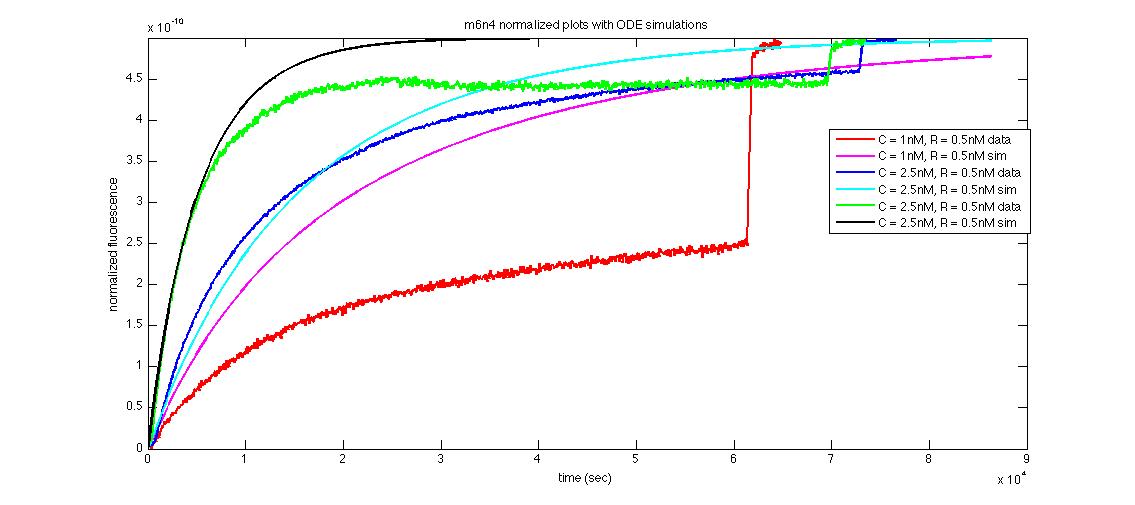 m6n4 normalized plots with ODE simulations
x 10^-10
4.5
4
3.5
3
2.5
2
1.5
1
0.5
0
normalized fluorescence
C = 1nM, R = 0.5nM data
C = 1nM, R = 0.5nM sim
C = 2.5nM, R = 0.5nM data
C = 2.5nM, R = 0.5nM sim
C = 2.5nM, R = 0.5nM data
C = 2.5nM, R = 0.5nM sim
0 1 2 3 4 5 6 7 8 9
time (sec)
x 10^4